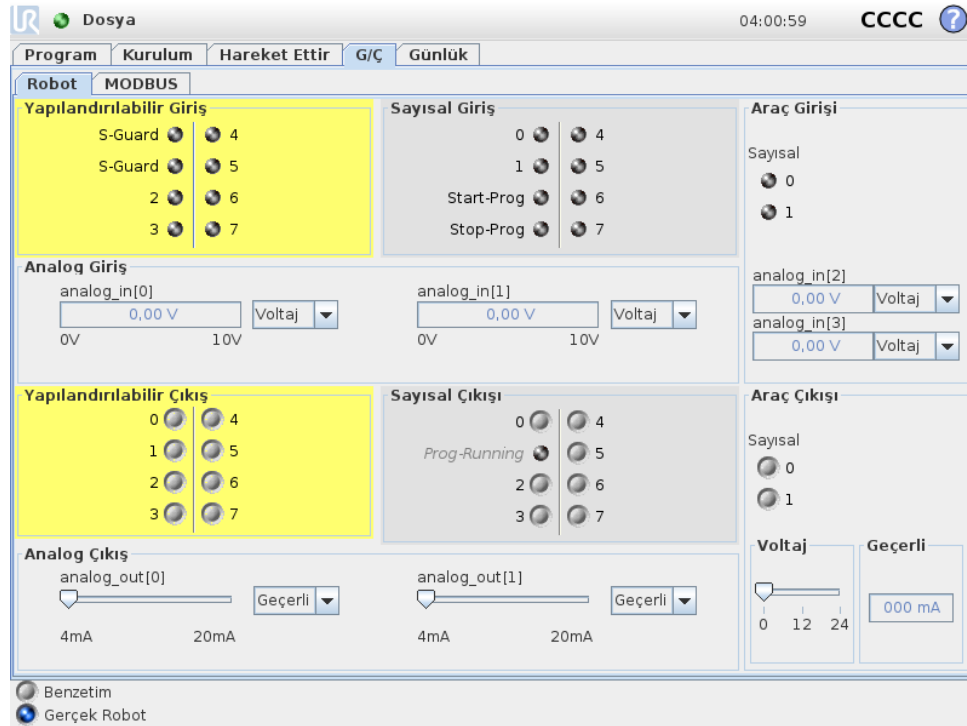 UR Dosya 04:00:59 CCCC ?
Program Kurulum Hareket Ettir G/Ç Günlük
Robot MODBUS
Yapılandırılabilir Giriş
S-Guard 4
S-Guard 5
2 6
3 7
Sayısal Giriş
0 4
1 5
Start-Prog 6
Stop-Prog 7
Araç Girişi
Sayısal
0
1
Analog Giriş
analog_in[0]
0,00 V Voltaj
0V 10V
analog_in[1]
0,00 V Voltaj
0V 10V
analog_in[2]
0,00 V Voltaj
analog_in[3]
0,00 V Voltaj
Yapılandırılabilir Çıkış
0 4
1 5
2 6
3 7
Sayısal Çıkışı
0 4
Prog-Running 5
2 6
3 7
Araç Çıkışı
Sayısal
0
1
Analog Çıkış
analog_out[0]
Geçerli
4mA 20mA
analog_out[1]
Geçerli
4mA 20mA
Voltaj
0 12 24
Geçerli
000 mA
Benzetim
Gerçek Robot